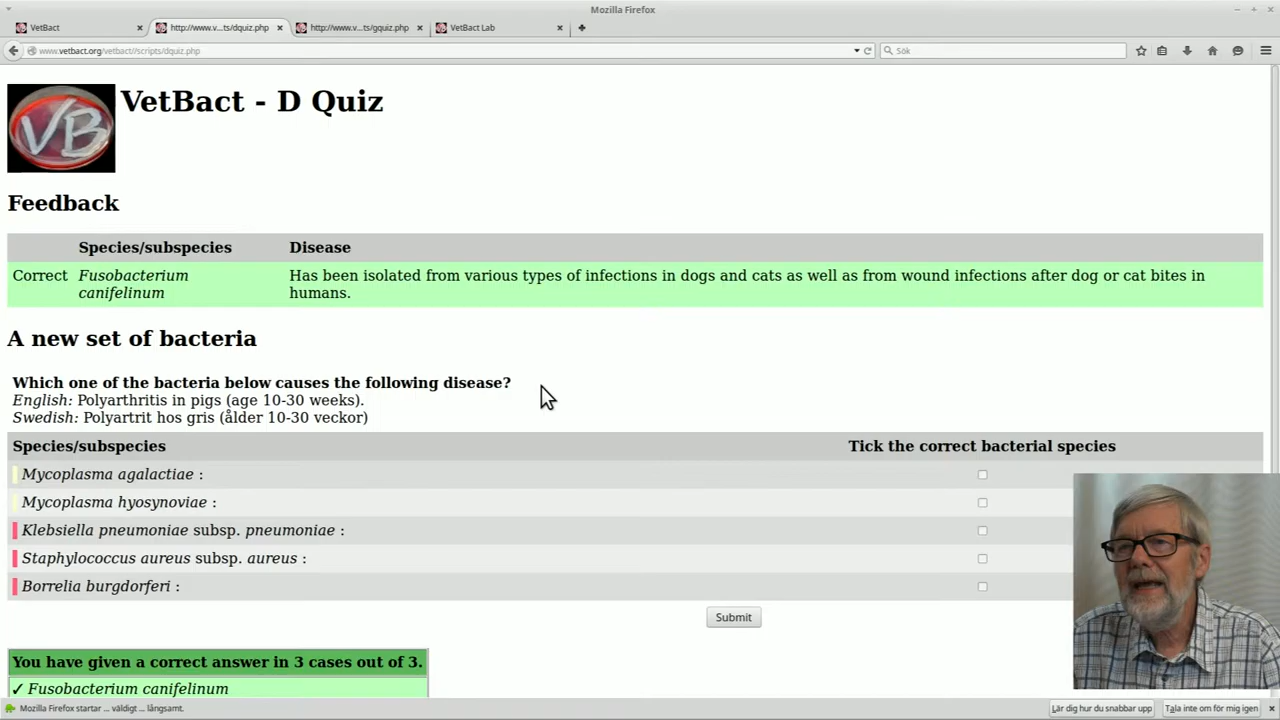 Mozilla Firefox
VetBact
http://www.v...ts/dquiz.php
http://www.v...ts/gquiz.php
VetBact Lab
www.vetbact.org/vetbact//scripts/dquiz.php
Sök
VB
VetBact - D Quiz
Feedback
Species/subspecies Disease
Correct Fusobacterium Has been isolated from various types of infections in dogs and cats as well as from wound infections after dog or cat bites in
canifelinum humans.
A new set of bacteria
Which one of the bacteria below causes the following disease?
English: Polyarthritis in pigs (age 10-30 weeks).
Swedish: Polyartrit hos gris (ålder 10-30 veckor)
Species/subspecies Tick the correct bacterial species
Mycoplasma agalactiae :
Mycoplasma hyosynoviae :
Klebsiella pneumoniae subsp. pneumoniae :
Staphylococcus aureus subsp. aureus :
Borrelia burgdorferi :
Submit
You have given a correct answer in 3 cases out of 3.
✓ Fusobacterium canifelinum
Mozilla Firefox startar ... väldigt ... långsamt.
Lär dig hur du snabbar upp
Tala inte om för mig igen